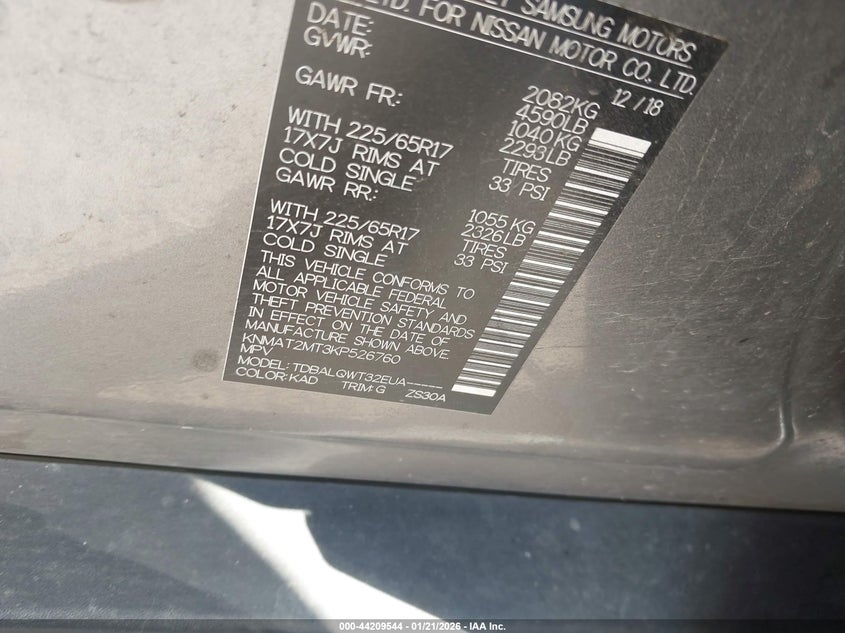 SAMSUNG MOTORS
LTD. FOR NISSAN MOTOR CO., LTD.
DATE: 12/18
GVWR: 2082KG
4590LB
GAWR FR: 1040KG
2293LB
WITH 225/65R17 TIRES
17X7J RIMS AT 33 PSI
COLD SINGLE
GAWR RR: 1055KG
2326LB
WITH 225/65R17 TIRES
17X7J RIMS AT 33 PSI
COLD SINGLE
THIS VEHICLE CONFORMS TO
ALL APPLICABLE FEDERAL
MOTOR VEHICLE SAFETY AND
THEFT PREVENTION STANDARDS
IN EFFECT ON THE DATE OF
MANUFACTURE SHOWN ABOVE
KNMAT2MT3KP526760
MPV
MODEL: TDBALQWT32EUA-----
COLOR: KAD TRIM: G ZS30A
000-44209544 — 01/21/2026 — IAA Inc.